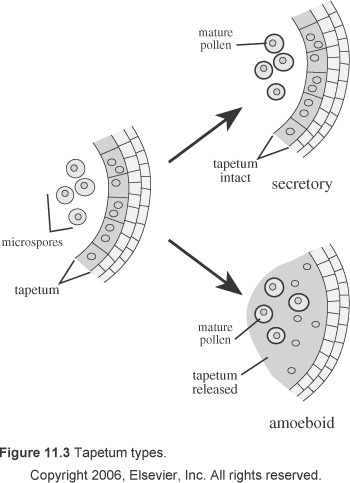 mature
pollen
tapetum
intact
secretory
microspores
tapetum
mature
pollen
tapetum
released
amoeboid
Figure 11.3 Tapetum types.
Copyright 2006, Elsevier, Inc. All rights reserved.